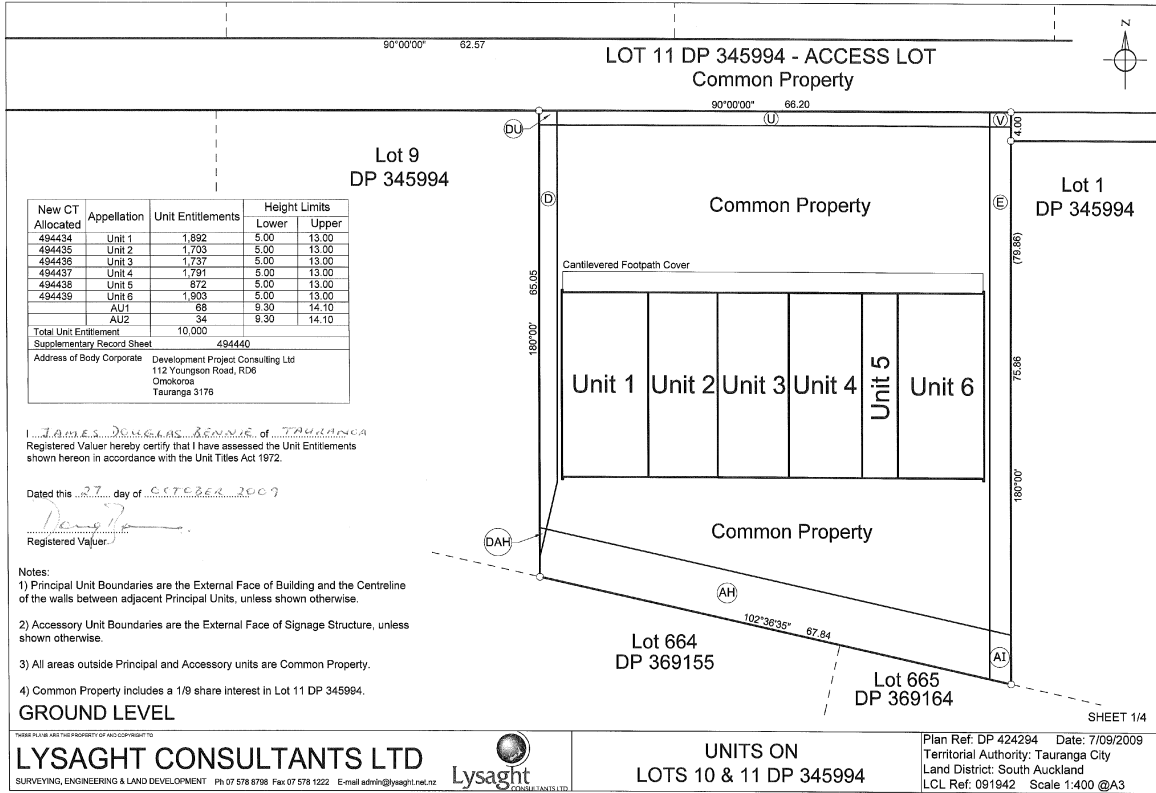 90°00'00" 62.57
LOT 11 DP 345994 - ACCESS LOT
Common Property
N
90°00'00" 66.20
DU
U
V
4.00
Lot 9
DP 345994
Lot 1
DP 345994
D
E
Common Property
(79.86)
65.05
180°00'
Cantilevered Footpath Cover
75.86
180°00'
Unit 1
Unit 2
Unit 3
Unit 4
Unit 5
Unit 6
Common Property
DAH
AH
AI
102°36'35" 67.84
Lot 664
DP 369155
Lot 665
DP 369164
New CT Allocated Appellation Unit Entitlements Height Limits
Lower Upper
494434 Unit 1 1,892 5.00 13.00
494435 Unit 2 1,703 5.00 13.00
494436 Unit 3 1,737 5.00 13.00
494437 Unit 4 1,791 5.00 13.00
494438 Unit 5 872 5.00 13.00
494439 Unit 6 1,903 5.00 13.00
AU1 68 9.30 14.10
AU2 34 9.30 14.10
Total Unit Entitlement 10,000
Supplementary Record Sheet 494440
Address of Body Corporate Development Project Consulting Ltd
112 Youngson Road, RD6
Omokoroa
Tauranga 3176
I JAMES DOUGLAS BENNIE of TAURANGA
Registered Valuer hereby certify that I have assessed the Unit Entitlements
shown hereon in accordance with the Unit Titles Act 1972.
Dated this 27 day of OCTOBER 2009
Registered Valuer
Notes:
1) Principal Unit Boundaries are the External Face of Building and the Centreline
of the walls between adjacent Principal Units, unless shown otherwise.
2) Accessory Unit Boundaries are the External Face of Signage Structure, unless
shown otherwise.
3) All areas outside Principal and Accessory units are Common Property.
4) Common Property includes a 1/9 share interest in Lot 11 DP 345994.
GROUND LEVEL
SHEET 1/4
THESE PLANS ARE THE PROPERTY OF AND COPYRIGHT TO
LYSAGHT CONSULTANTS LTD
SURVEYING, ENGINEERING & LAND DEVELOPMENT Ph 07 578 8798 Fax 07 578 1222 E-mail admin@lysaght.net.nz
Lysaght
CONSULTANTS LTD
UNITS ON
LOTS 10 & 11 DP 345994
Plan Ref: DP 424294 Date: 7/09/2009
Territorial Authority: Tauranga City
Land District: South Auckland
LCL Ref: 091942 Scale 1:400 @A3